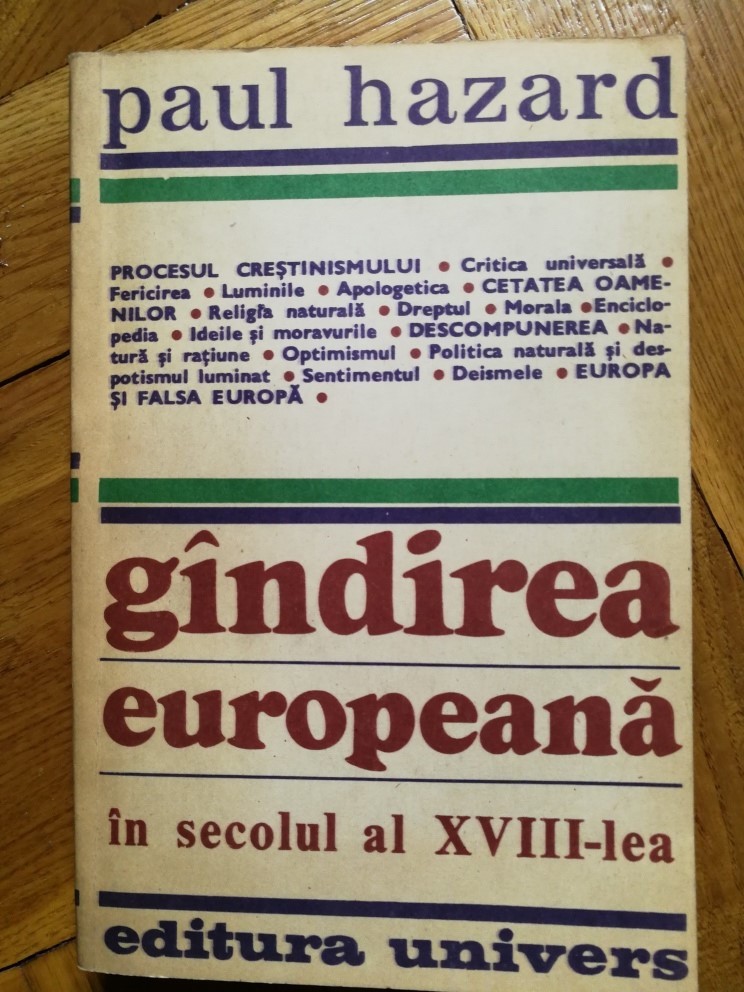 paul hazard
PROCESUL CREȘTINISMULUI • Critica universală •
Fericirea • Luminile • Apologetica • CETATEA OAME-
NILOR • Religia naturală • Dreptul • Morala • Enciclo-
pedia • Ideile și moravurile • DESCOMPUNEREA • Na-
tură și rațiune • Optimismul • Politica naturală și des-
potismul luminat • Sentimentul • Deismele • EUROPA
ȘI FALSA EUROPĂ •
gîndirea
europeană
în secolul al XVIII-lea
editura univers